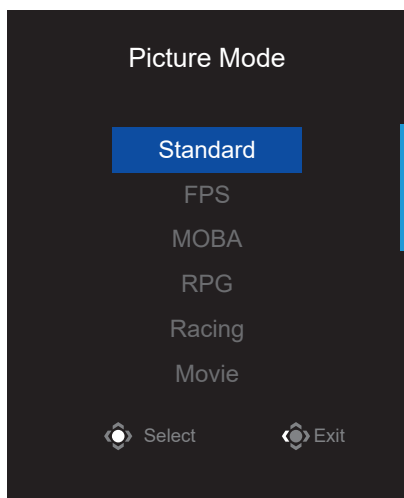 Picture Mode
Standard
FPS
MOBA
RPG
Racing
Movie
Select Exit